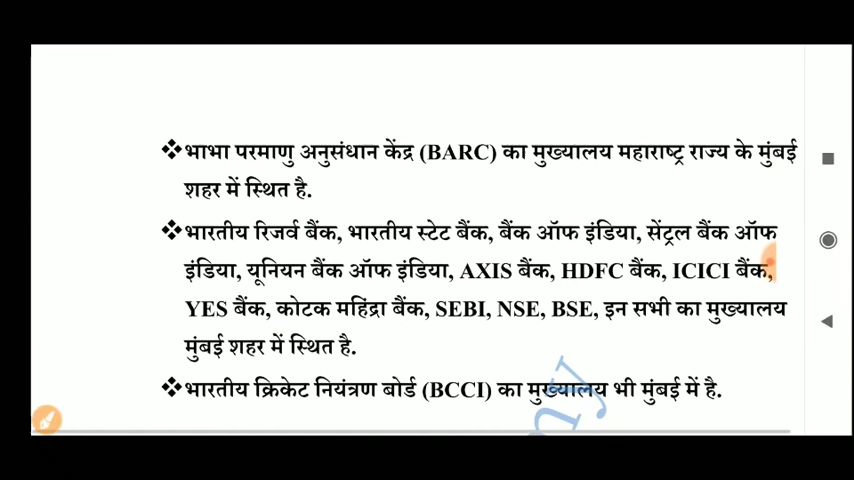 ❖भाभा परमाणु अनुसंधान केंद्र (BARC) का मुख्यालय महाराष्ट्र राज्य के मुंबई
शहर में स्थित है.
❖भारतीय रिजर्व बैंक, भारतीय स्टेट बैंक, बैंक ऑफ इंडिया, सेंट्रल बैंक ऑफ
इंडिया, यूनियन बैंक ऑफ इंडिया, AXIS बैंक, HDFC बैंक, ICICI बैंक,
YES बैंक, कोटक महिंद्रा बैंक, SEBI, NSE, BSE, इन सभी का मुख्यालय
मुंबई शहर में स्थित है.
❖भारतीय क्रिकेट नियंत्रण बोर्ड (BCCI) का मुख्यालय भी मुंबई में है.